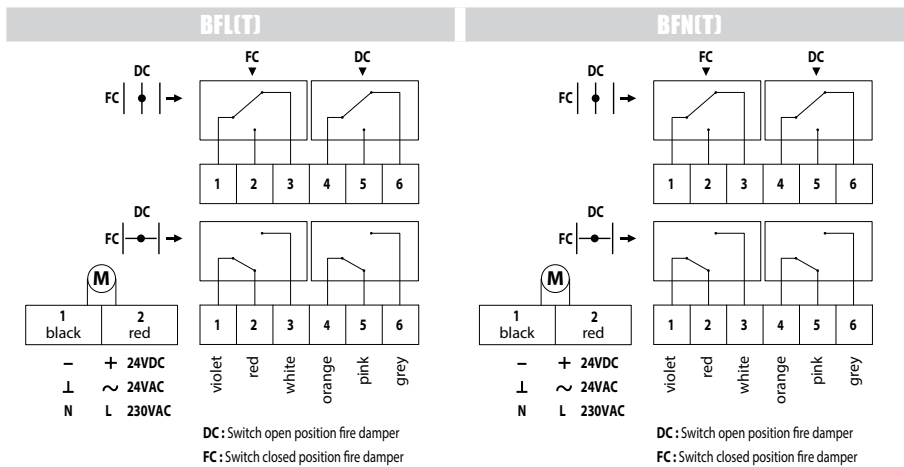 BFL(T)
FC DC
DC
FC
1 2 3 4 5 6
DC
FC
M
1 2
black red
1 2 3 4 5 6
violet red white orange pink grey
– + 24VDC
⊥ ~ 24VAC
N L 230VAC
DC : Switch open position fire damper
FC : Switch closed position fire damper
BFN(T)
FC DC
DC
FC
1 2 3 4 5 6
DC
FC
M
1 2
black red
1 2 3 4 5 6
violet red white orange pink grey
– + 24VDC
⊥ ~ 24VAC
N L 230VAC
DC : Switch open position fire damper
FC : Switch closed position fire damper